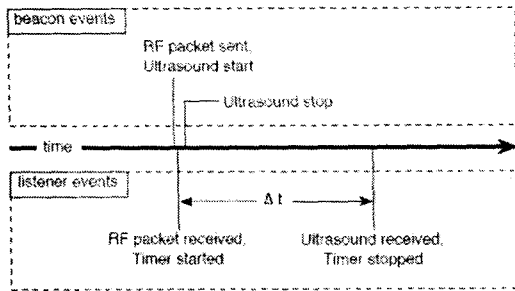 beacon events
RF packet sent,
Ultrasound start
Ultrasound stop
time
listener events
Δ t
RF packet received,
Timer started
Ultrasound received,
Timer stopped